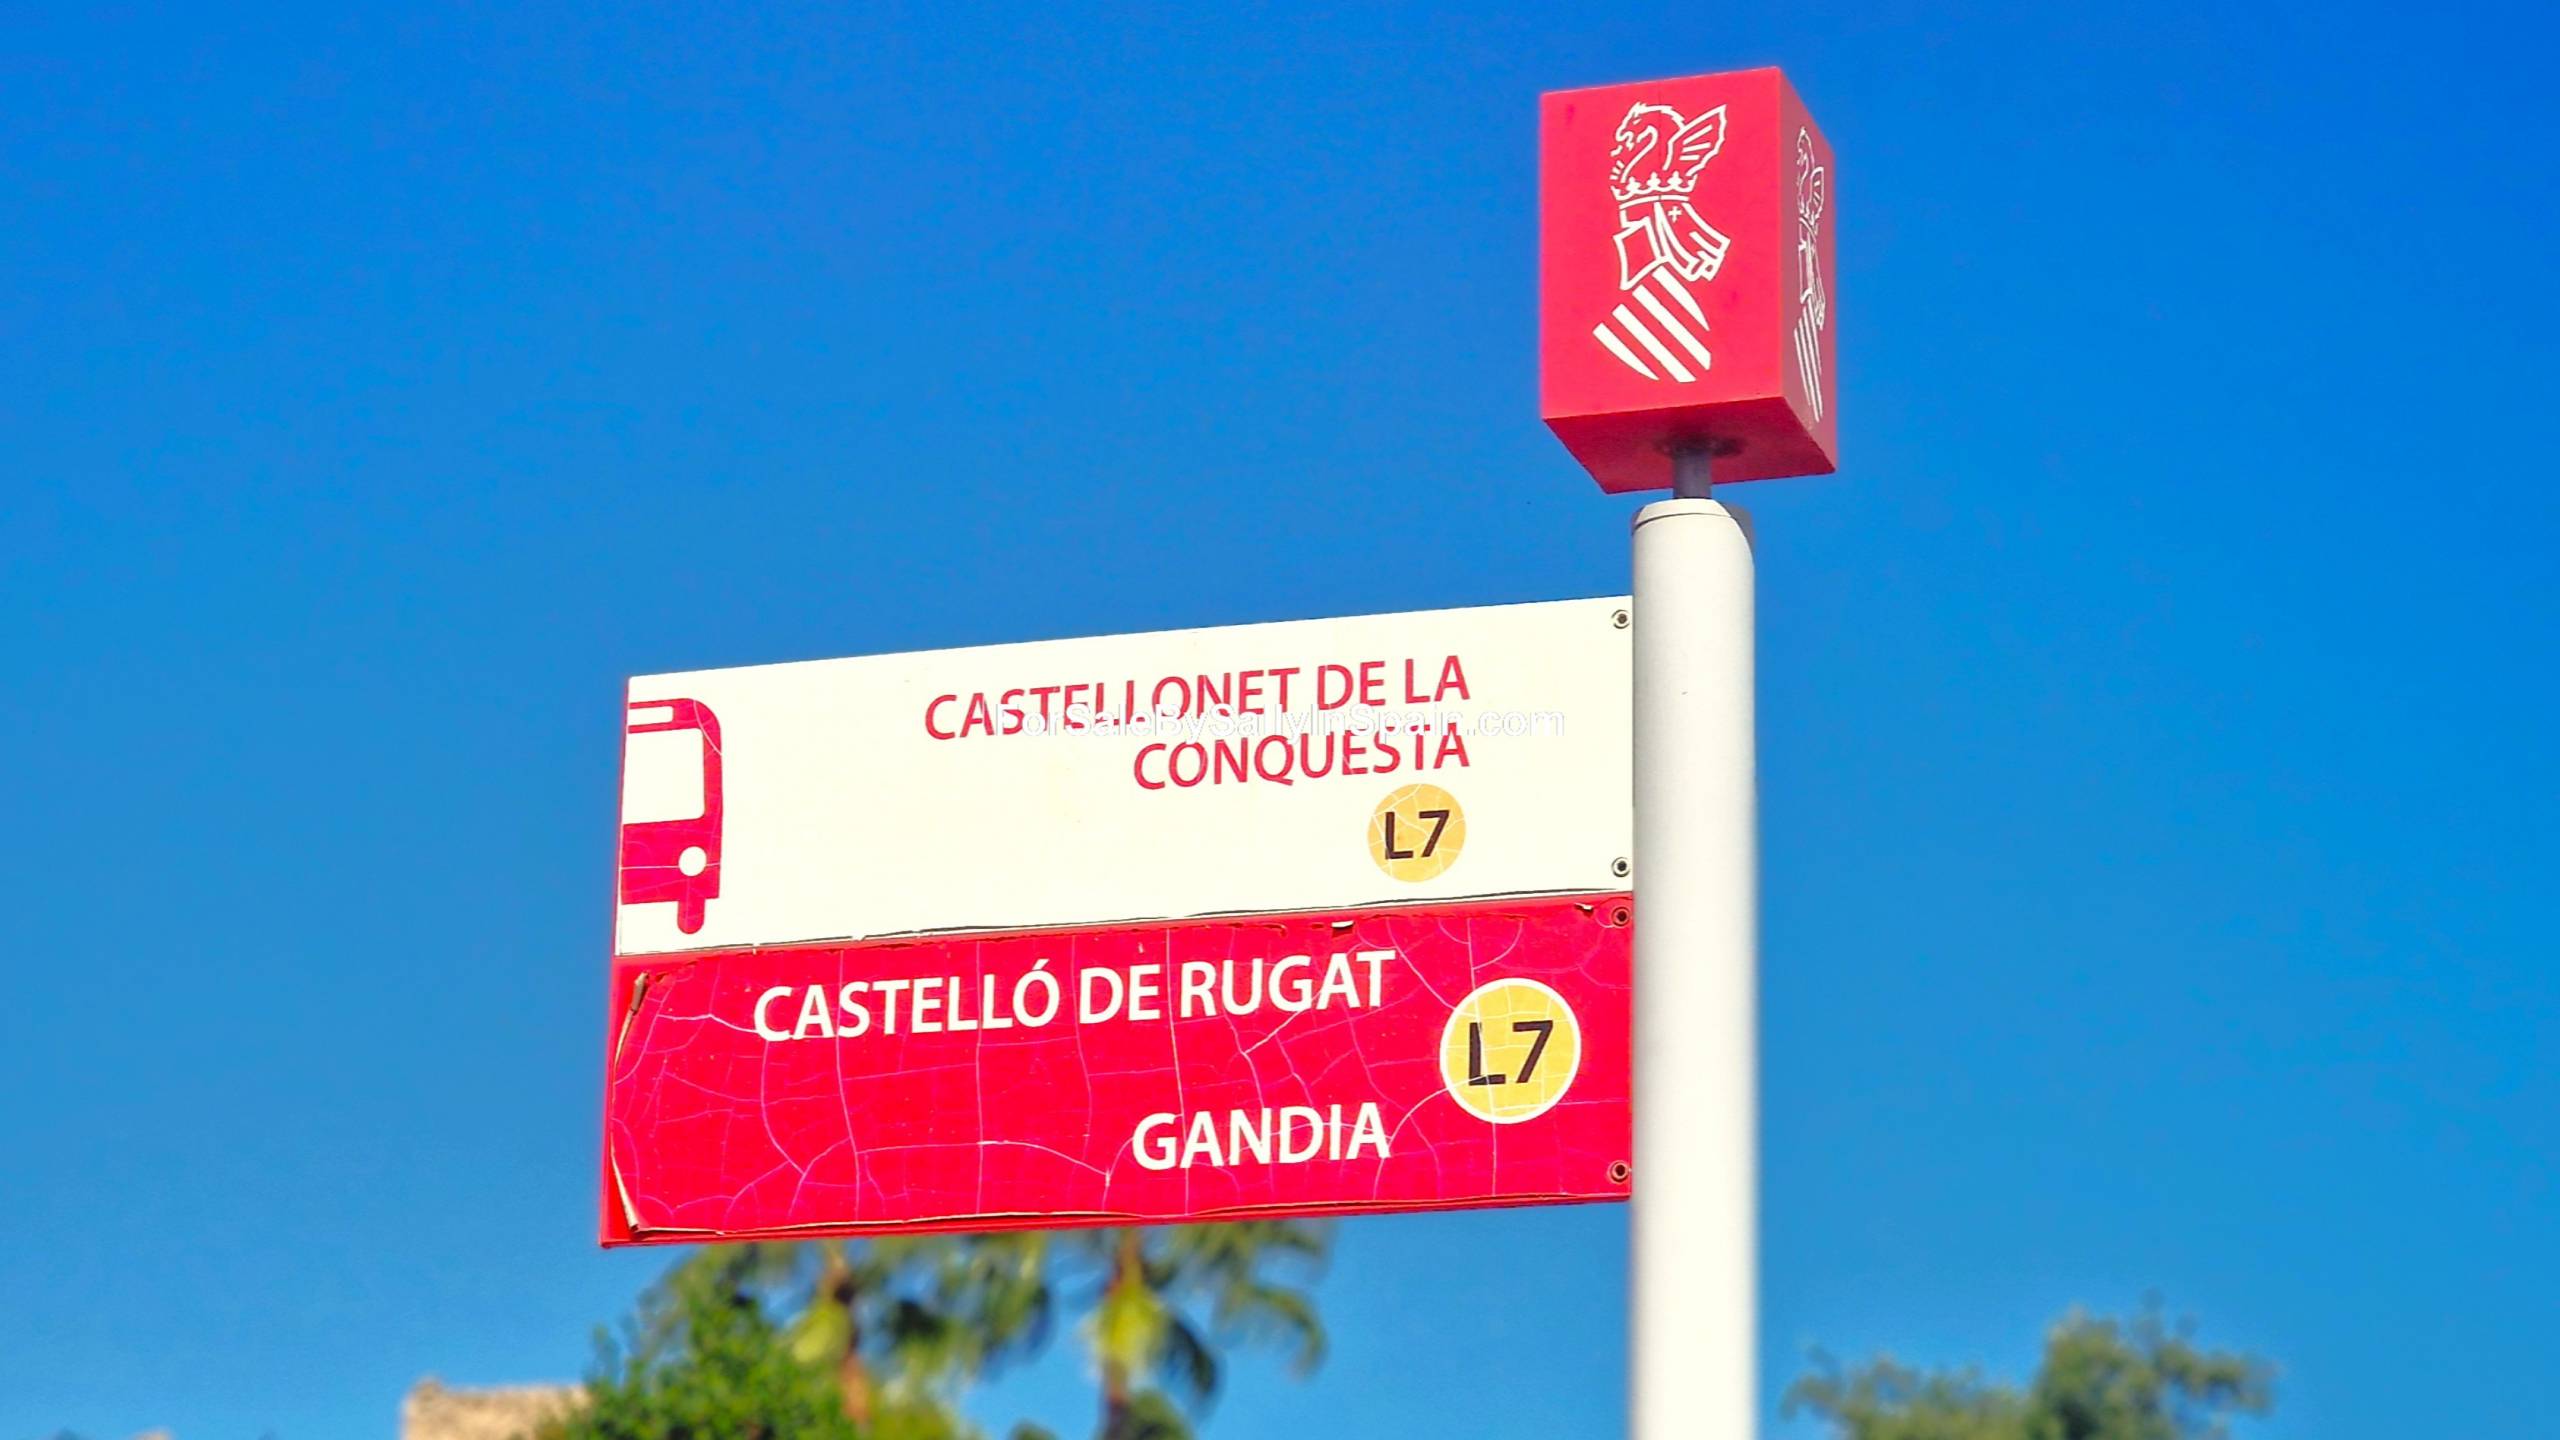 CASTELLONET DE LA
ForSaleBySallyInSpain.com
CONQUESTA
L7
CASTELLÓ DE RUGAT
L7
GANDIA